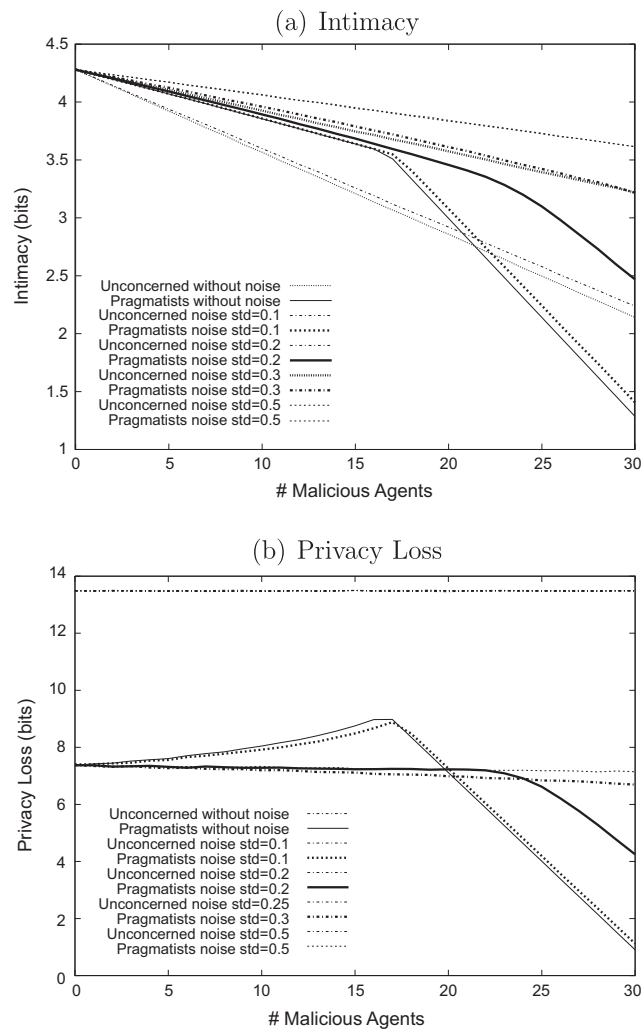 (a) Intimacy
4.5
4
3.5
3
2.5
2
1.5
1
Intimacy (bits)
Unconcerned without noise
Pragmatists without noise
Unconcerned noise std=0.1
Pragmatists noise std=0.1
Unconcerned noise std=0.2
Pragmatists noise std=0.2
Unconcerned noise std=0.3
Pragmatists noise std=0.3
Unconcerned noise std=0.5
Pragmatists noise std=0.5
0 5 10 15 20 25 30
# Malicious Agents
(b) Privacy Loss
14
12
10
8
6
4
2
0
Privacy Loss (bits)
Unconcerned without noise
Pragmatists without noise
Unconcerned noise std=0.1
Pragmatists noise std=0.1
Unconcerned noise std=0.2
Pragmatists noise std=0.2
Unconcerned noise std=0.25
Pragmatists noise std=0.3
Unconcerned noise std=0.5
Pragmatists noise std=0.5
0 5 10 15 20 25 30
# Malicious Agents